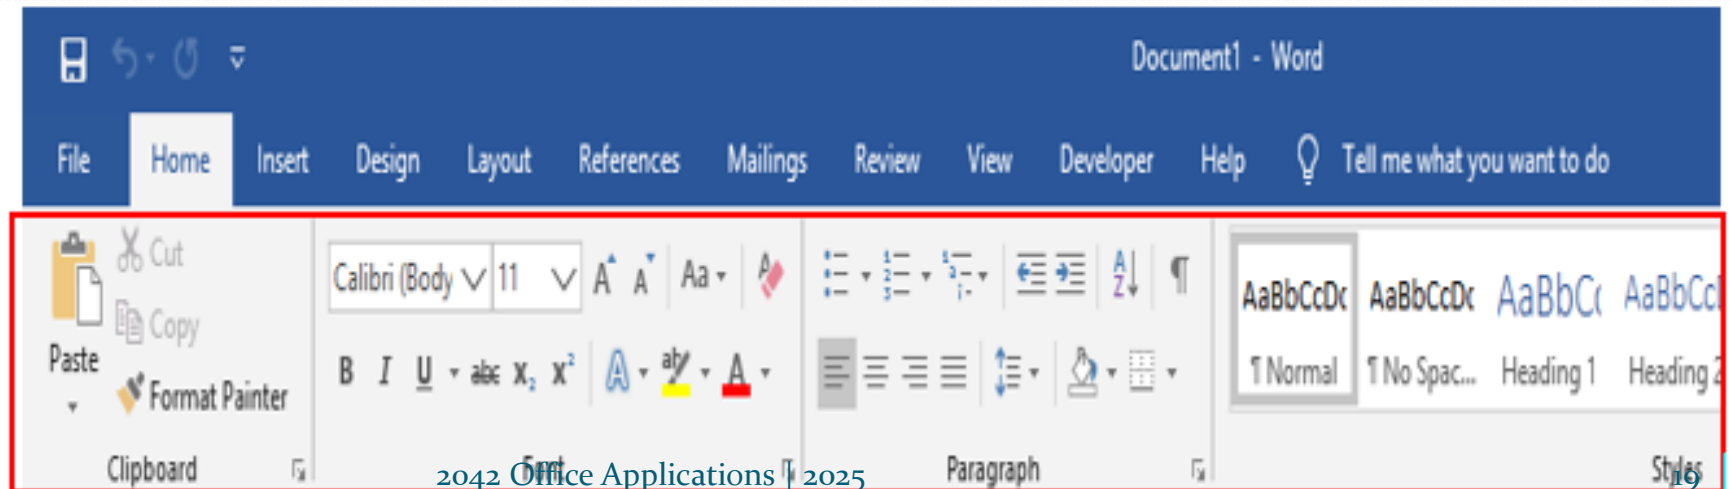 Document1 - Word
File Home Insert Design Layout References Mailings Review View Developer Help Tell me what you want to do
Cut
Copy
Paste
Format Painter
Clipboard
Calibri (Body 11 A A Aa A
B I U abc X2 X² A ab A
Font
A Z ¶
Paragraph
AaBbCcDc AaBbCcDc AaBbC AaBbCc
¶ Normal ¶ No Spac... Heading 1 Heading 2
Styles
2042 Office Applications | 2025
19